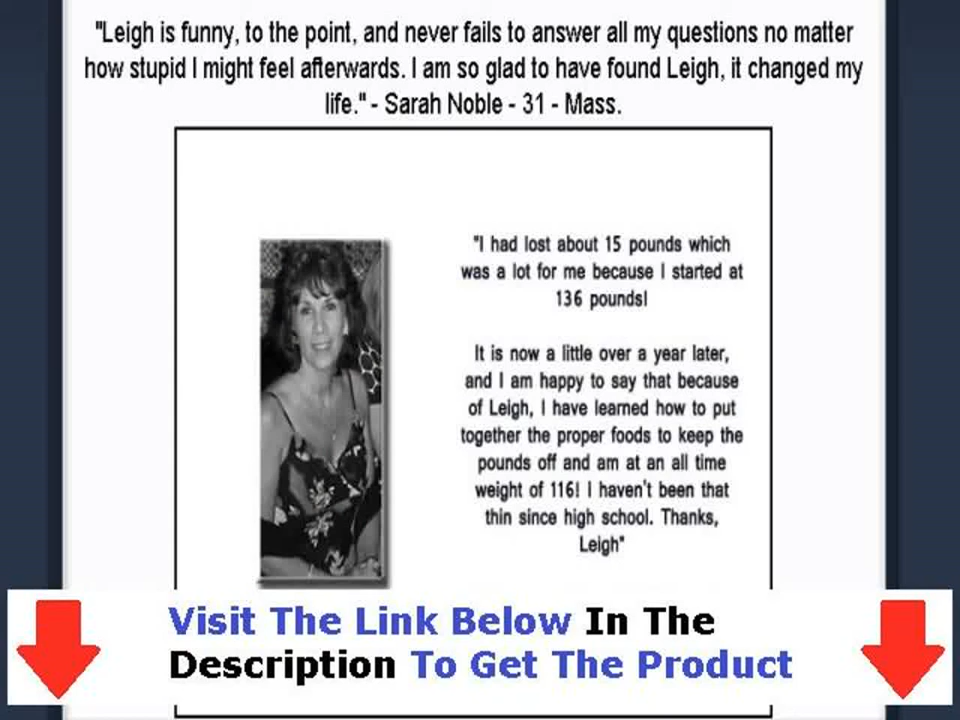 "Leigh is funny, to the point, and never fails to answer all my questions no matter
how stupid I might feel afterwards. I am so glad to have found Leigh, it changed my
life." - Sarah Noble - 31 - Mass.
"I had lost about 15 pounds which
was a lot for me because I started at
136 pounds!
It is now a little over a year later,
and I am happy to say that because
of Leigh, I have learned how to put
together the proper foods to keep the
pounds off and am at an all time
weight of 116! I haven't been that
thin since high school. Thanks,
Leigh"
Visit The Link Below In The
Description To Get The Product